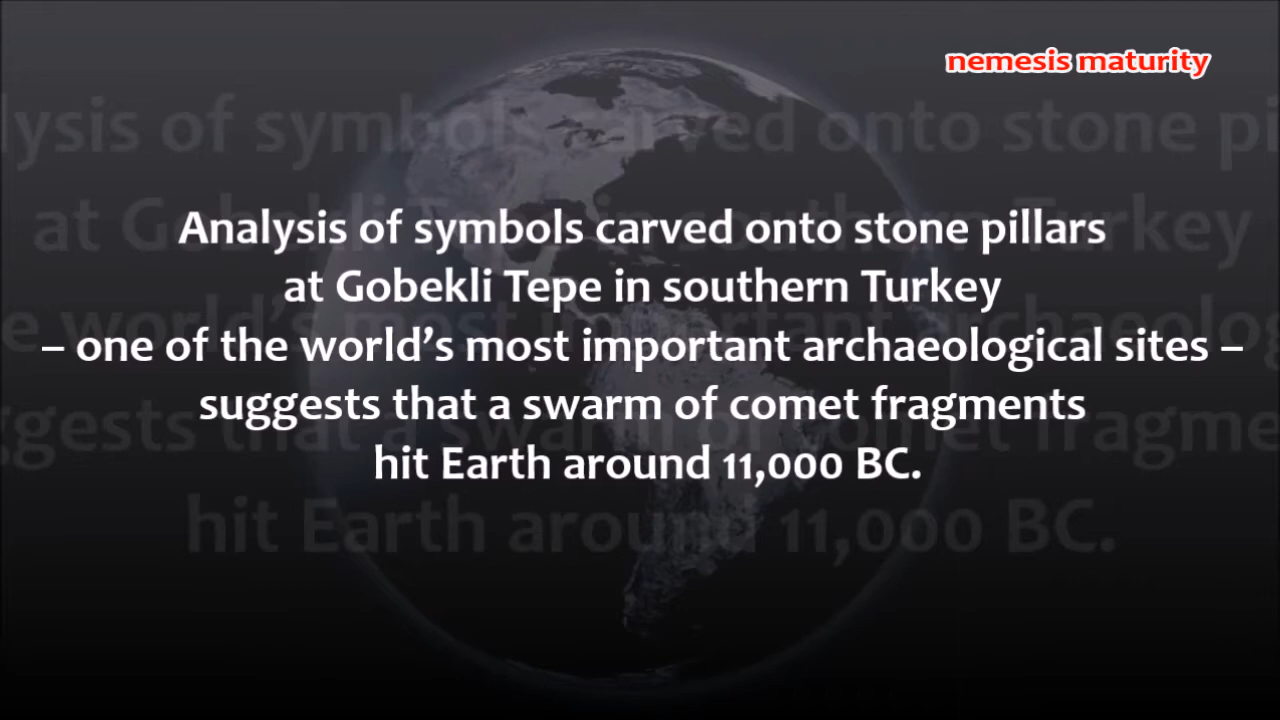 nemesis maturity
Analysis of symbols carved onto stone pillars
at Gobekli Tepe in southern Turkey
– one of the world’s most important archaeological sites –
suggests that a swarm of comet fragments
hit Earth around 11,000 BC.